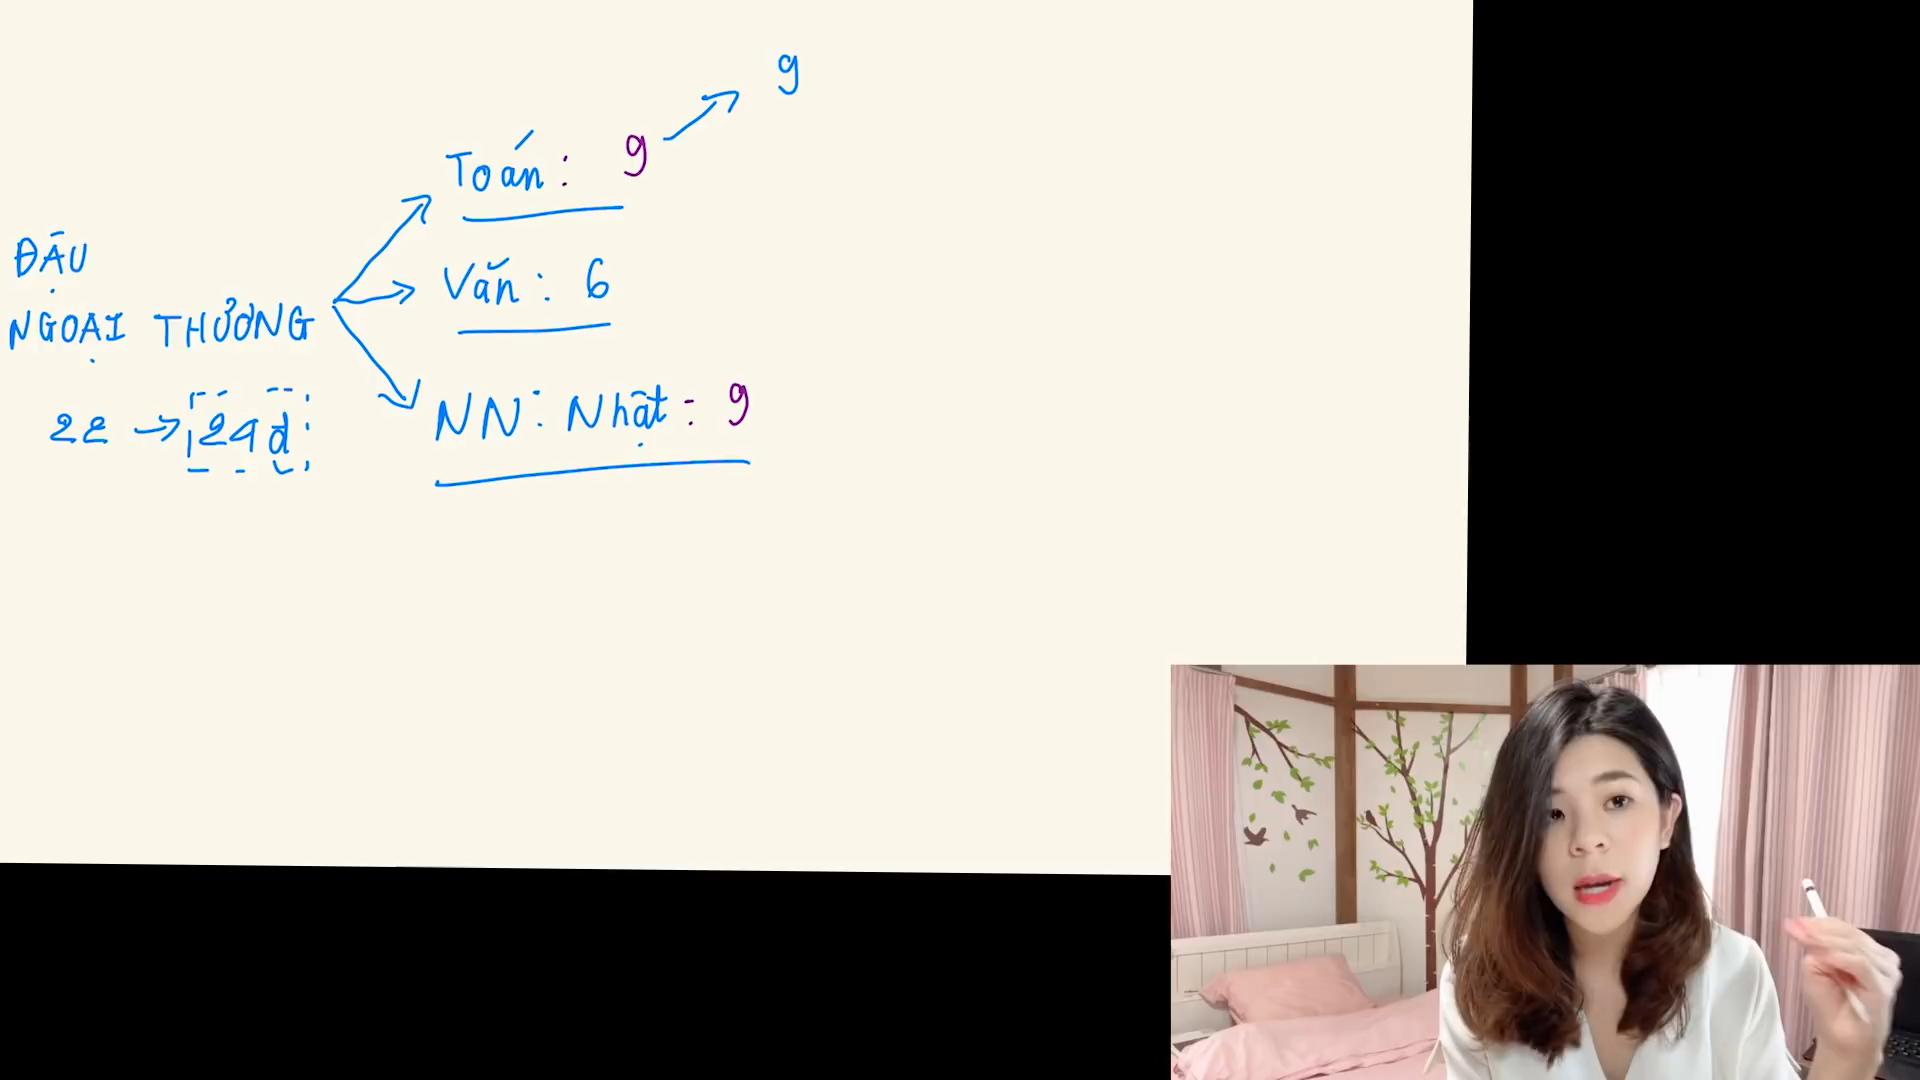 ĐẬU
NGOẠI THƯƠNG
22 → 24đ
Toán: 9 → 9
Văn: 6
NN: Nhật: 9